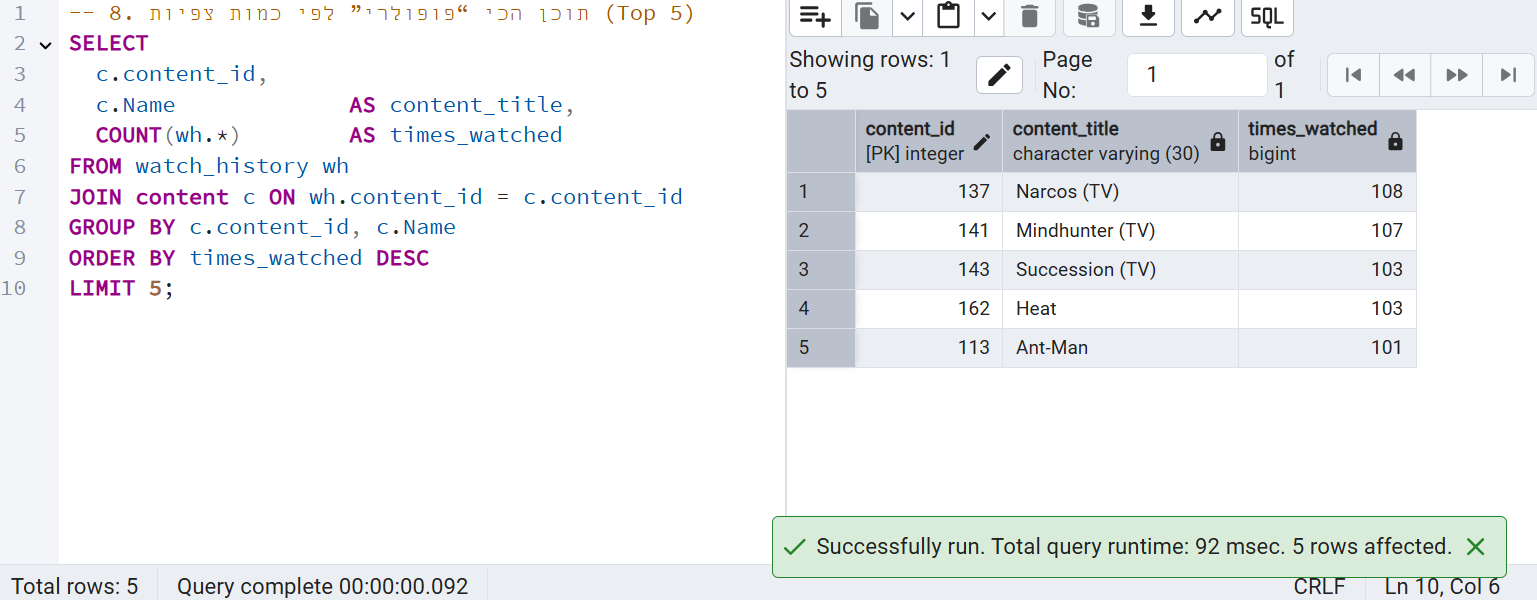 1 -- 8. תוכן הכי “פופולרי” לפי כמות צפיות (Top 5)
2 SELECT
3 c.content_id,
4 c.Name AS content_title,
5 COUNT(wh.*) AS times_watched
6 FROM watch_history wh
7 JOIN content c ON wh.content_id = c.content_id
8 GROUP BY c.content_id, c.Name
9 ORDER BY times_watched DESC
10 LIMIT 5;
SQL
Showing rows: 1
to 5
Page
No:
1
of
1
content_id content_title times_watched
[PK] integer character varying (30) bigint
1 137 Narcos (TV) 108
2 141 Mindhunter (TV) 107
3 143 Succession (TV) 103
4 162 Heat 103
5 113 Ant-Man 101
Successfully run. Total query runtime: 92 msec. 5 rows affected.
Total rows: 5 Query complete 00:00:00.092 CRLF Ln 10, Col 6